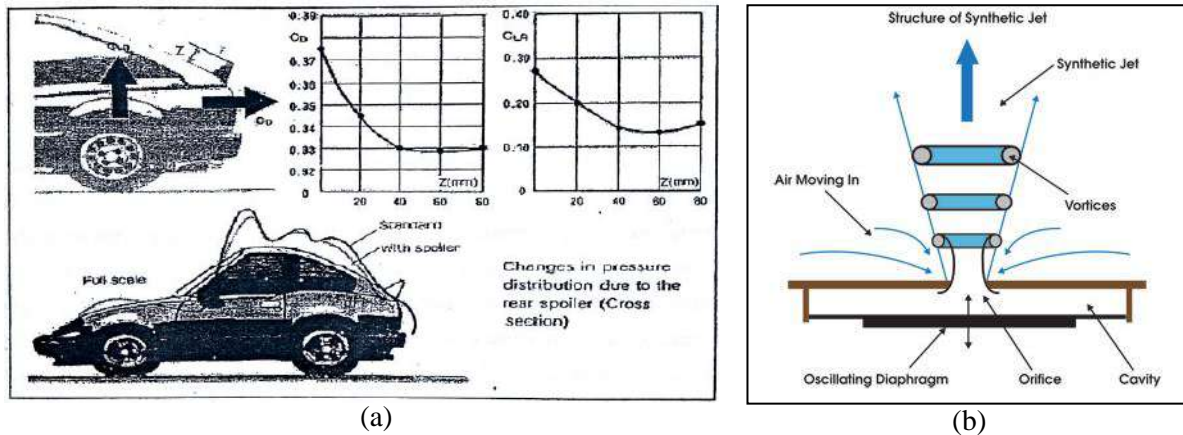 CD
0.37
0.36
0.35
0.34
0.33
0.32
0
Z(mm)
20 40 60 80
0.40
CLR
0.30
0.20
0.10
0
Z(mm)
20 40 60 80
Z
CD
Standard
with spoiler
Full scale
Changes in pressure
distribution due to the
rear spoiler (Cross
section)
(a)
Structure of Synthetic Jet
Synthetic Jet
Air Moving In
Vortices
Oscillating Diaphragm
Orifice
Cavity
(b)